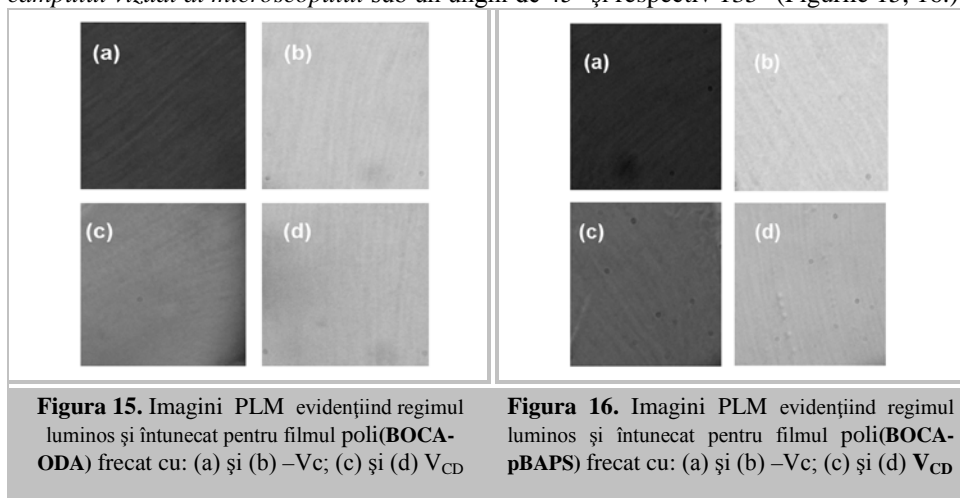 câmpului vizual al microscopului sub un unghi de 45° şi respectiv 135° (Figurile 15, 16.)
(a) (b)
(c) (d)
(a) (b)
(c) (d)
Figura 15. Imagini PLM evidenţiind regimul
luminos şi întunecat pentru filmul poli(BOCA-
ODA) frecat cu: (a) şi (b) –Vc; (c) şi (d) VCD
Figura 16. Imagini PLM evidenţiind regimul
luminos şi întunecat pentru filmul poli(BOCA-
pBAPS) frecat cu: (a) şi (b) –Vc; (c) şi (d) VCD